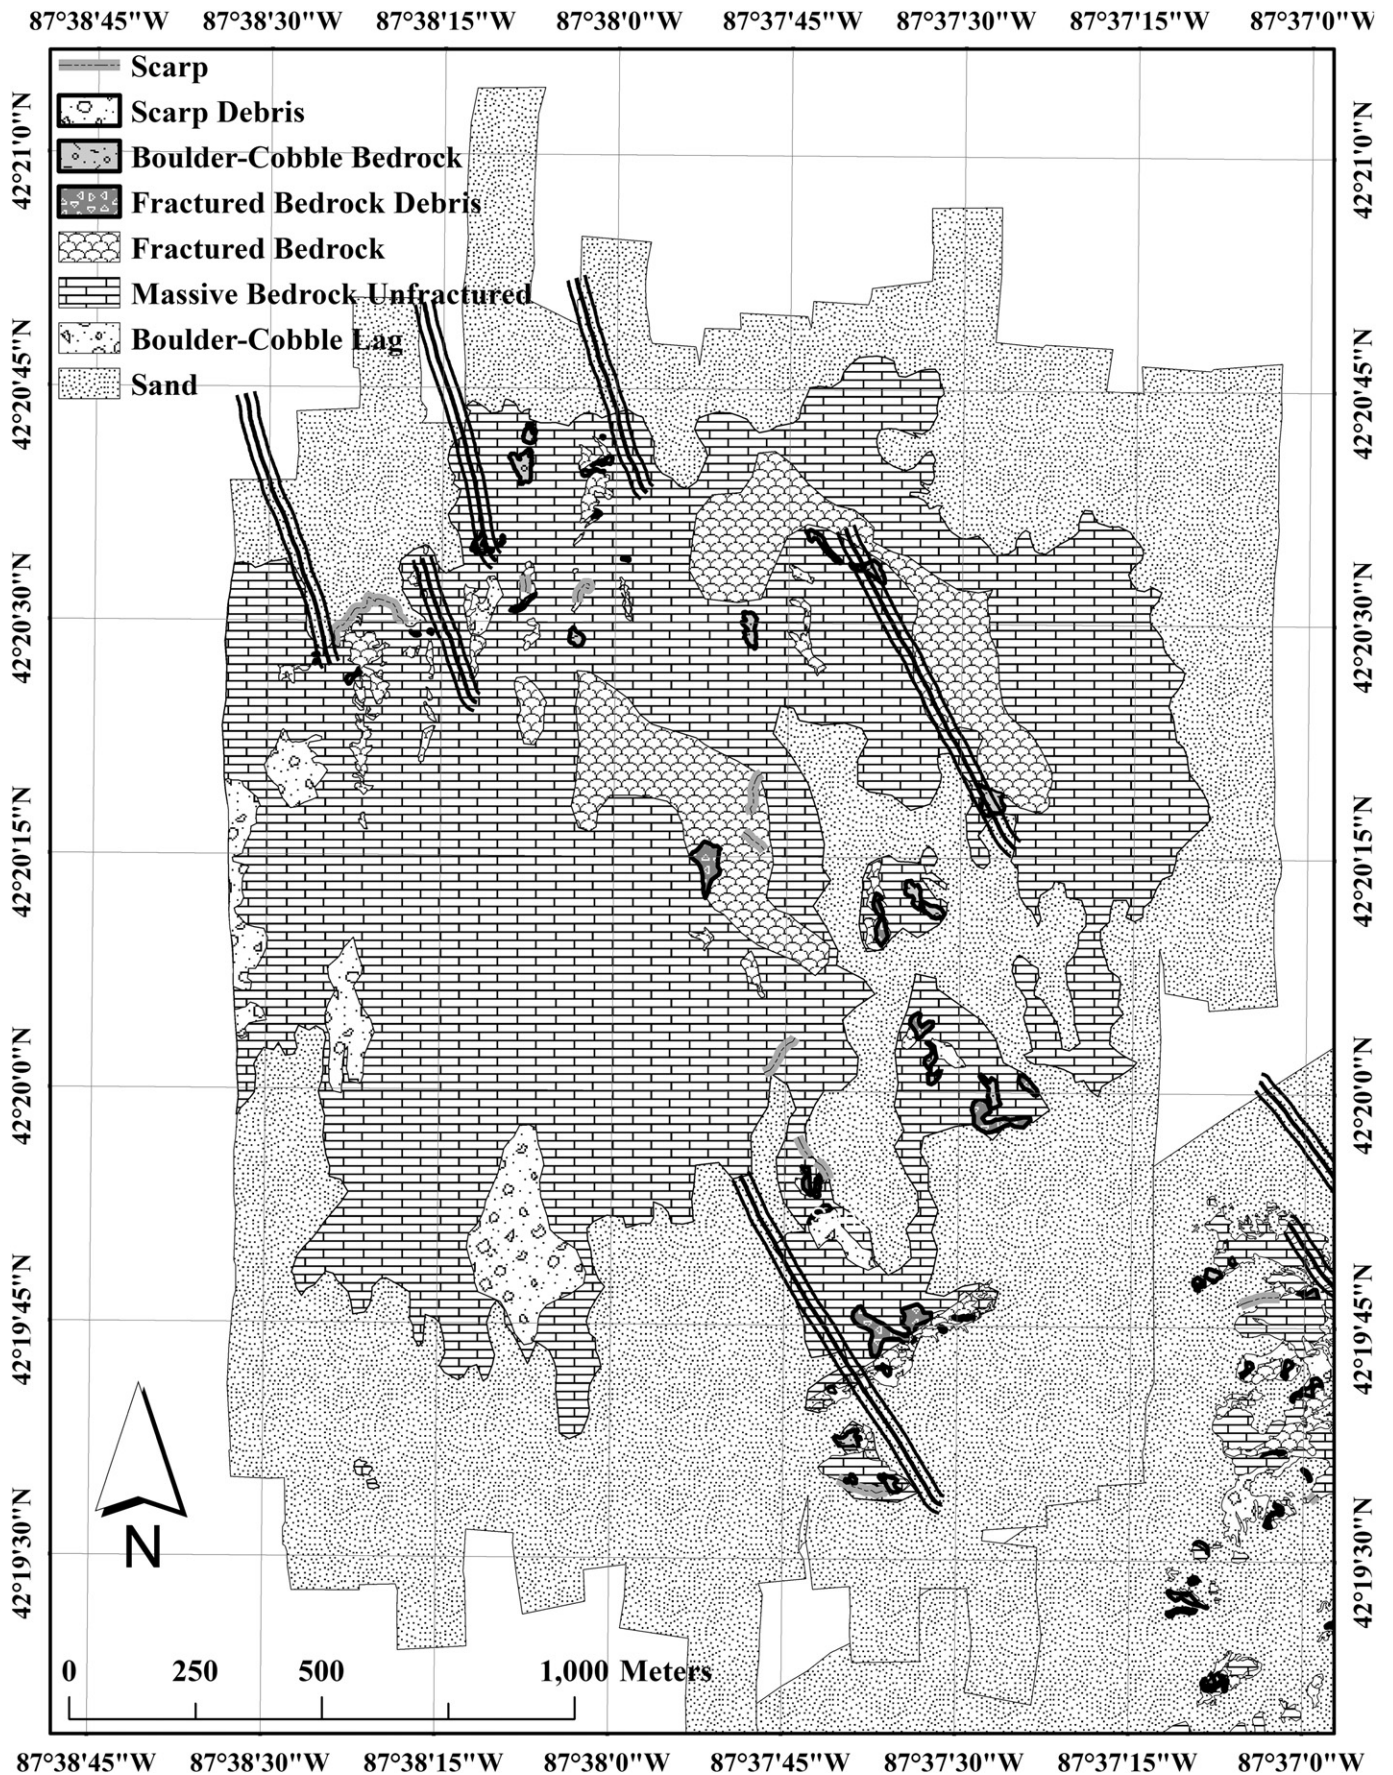 87°38'45"W 87°38'30"W 87°38'15"W 87°38'0"W 87°37'45"W 87°37'30"W 87°37'15"W 87°37'0"W
Scarp
Scarp Debris
Boulder-Cobble Bedrock
Fractured Bedrock Debris
Fractured Bedrock
Massive Bedrock Unfractured
Boulder-Cobble Lag
Sand
42°21'0"N
42°20'45"N
42°20'30"N
42°20'15"N
42°20'0"N
42°19'45"N
42°19'30"N
42°21'0"N
42°20'45"N
42°20'30"N
42°20'15"N
42°20'0"N
42°19'45"N
42°19'30"N
N
0 250 500 1,000 Meters
87°38'45"W 87°38'30"W 87°38'15"W 87°38'0"W 87°37'45"W 87°37'30"W 87°37'15"W 87°37'0"W